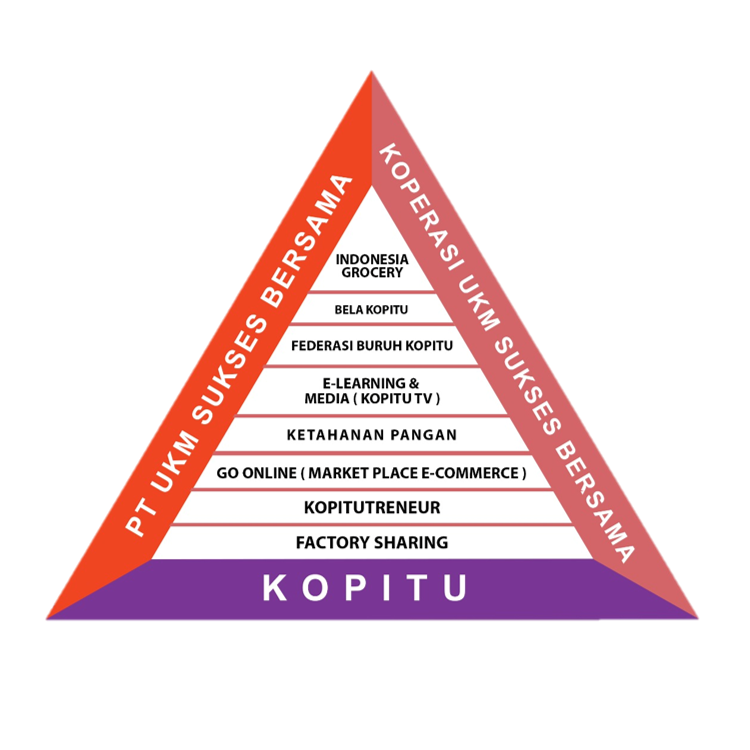 PT UKM SUKSES BERSAMA
KOPERASI UKM SUKSES BERSAMA
INDONESIA
GROCERY
BELA KOPITU
FEDERASI BURUH KOPITU
E-LEARNING &
MEDIA ( KOPITU TV )
KETAHANAN PANGAN
GO ONLINE ( MARKET PLACE E-COMMERCE )
KOPITUTRENEUR
FACTORY SHARING
KOPITU